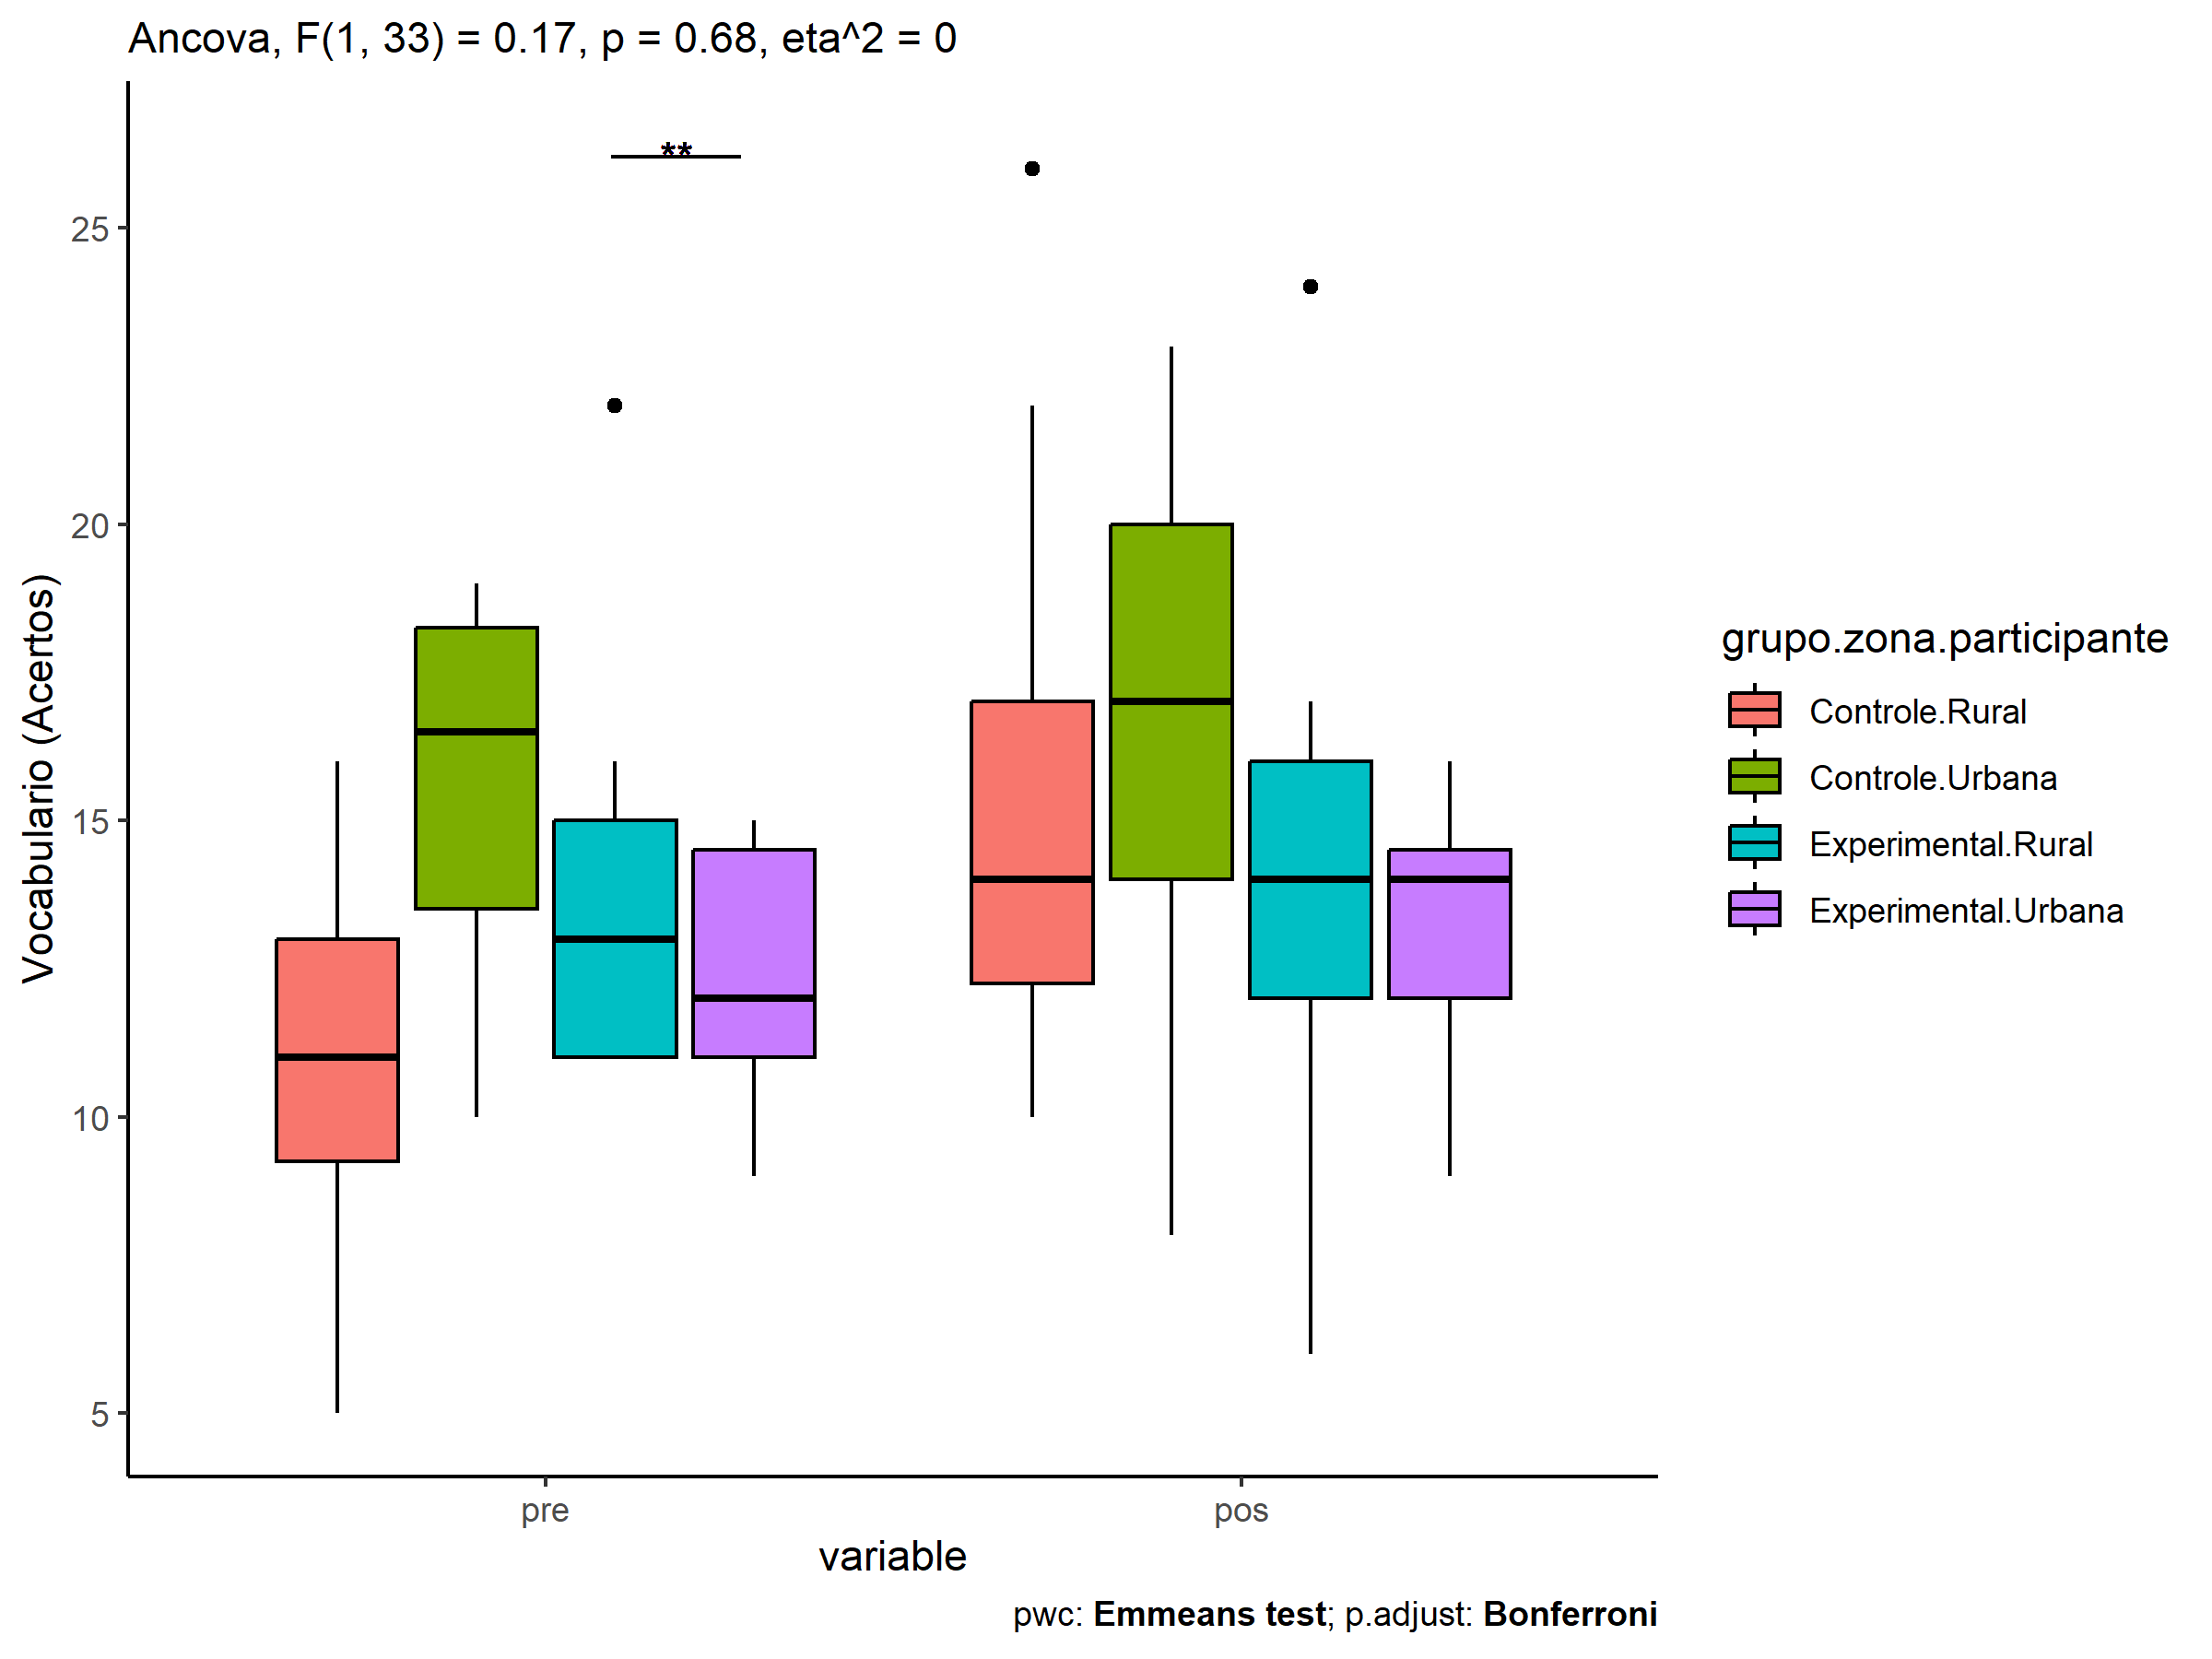 Ancova, F(1, 33) = 0.17, p = 0.68, eta^2 = 0
**
25
20
15
10
5
Vocabulario (Acertos)
pre
pos
variable
pwc: Emmeans test; p.adjust: Bonferroni
grupo.zona.participante
Controle.Rural
Controle.Urbana
Experimental.Rural
Experimental.Urbana